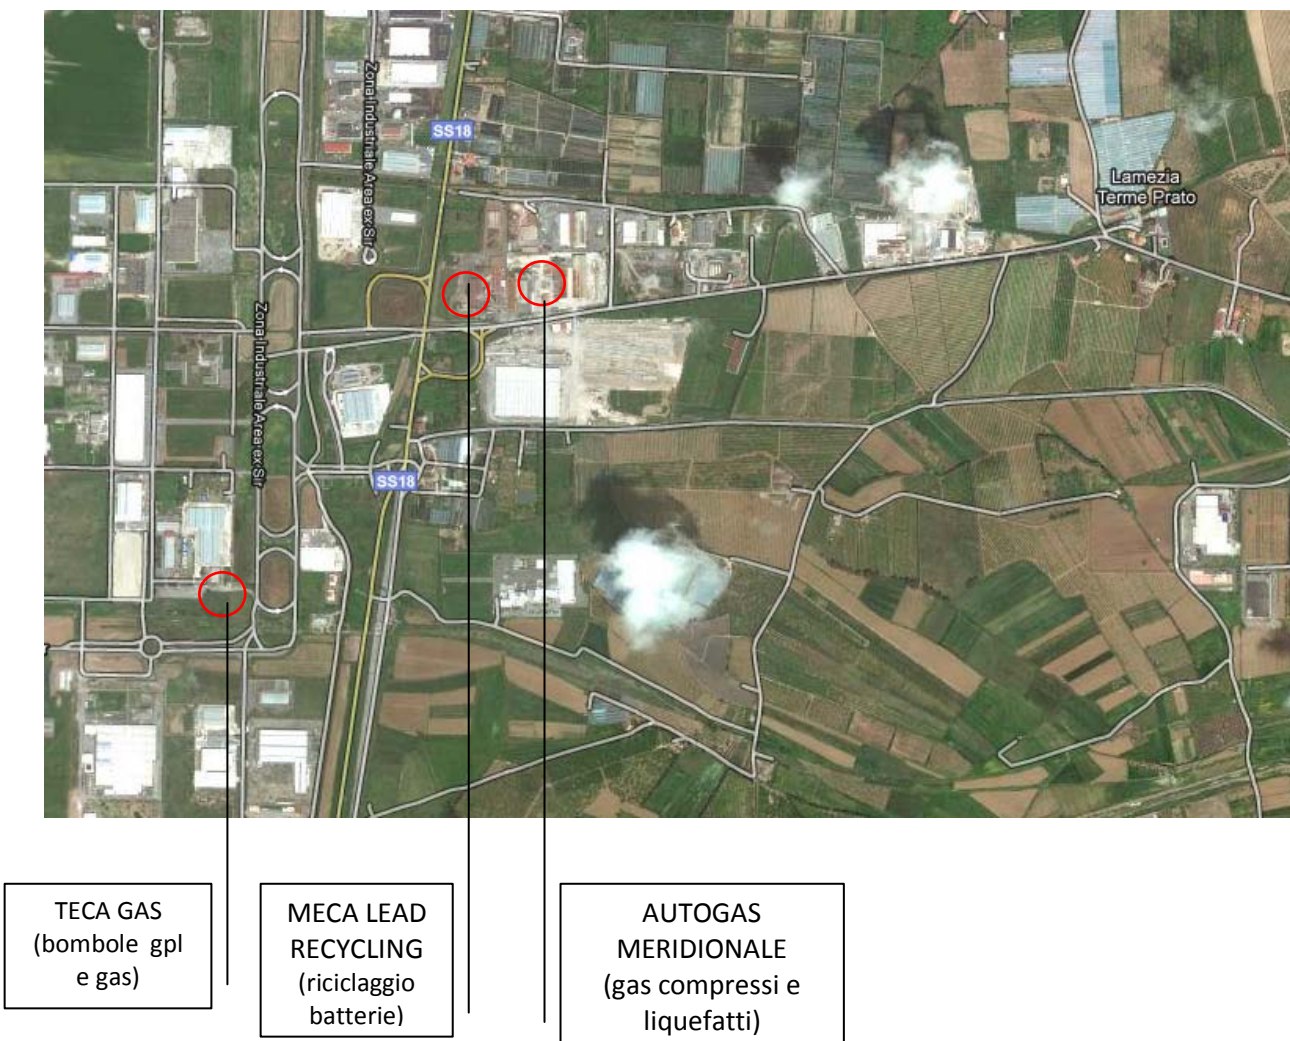 Zona Industriale Area ex Sir
SS18
Lamezia
Terme Prato
Zona Industriale Area ex Sir
SS18
TECA GAS
(bombole gpl
e gas)
MECA LEAD
RECYCLING
(riciclaggio
batterie)
AUTOGAS
MERIDIONALE
(gas compressi e
liquefatti)